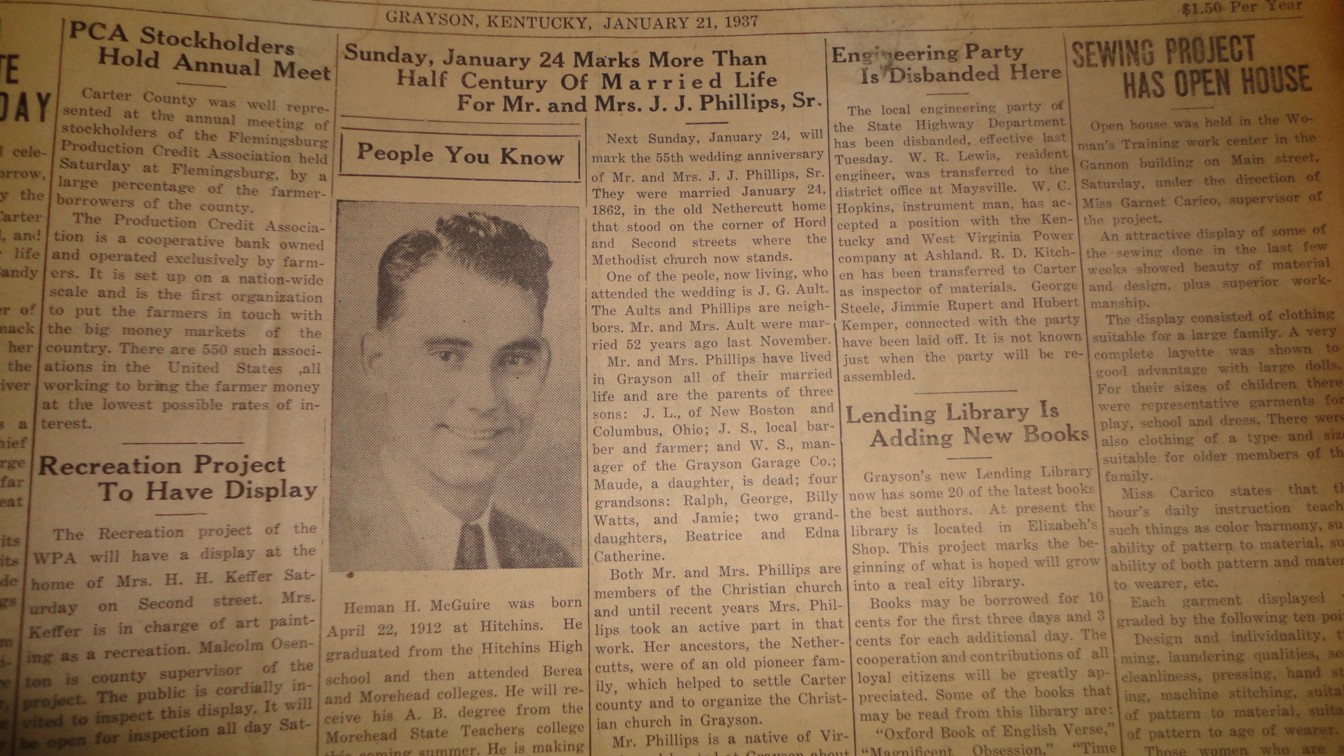 GRAYSON, KENTUCKY, JANUARY 21, 1937
$1.50 Per Year
TE
DAY
cele-
orrow,
y the
Carter
and
life
Sandy
er of
mack
her
the
iver
s a
hief
rge
far
eat
its
its
de
gs
PCA Stockholders
Hold Annual Meet
Carter County was well repre-
sented at the annual meeting of
stockholders of the Flemingsburg
Production Credit Association held
Saturday at Flemingsburg, by a
large percentage of the farmer-
borrowers of the county.
The Production Credit Associa-
tion is a cooperative bank owned
and operated exclusively by farm-
ers. It is set up on a nation-wide
scale and is the first organization
to put the farmers in touch with
the big money markets of the
country. There are 550 such associ-
ations in the United States ,all
working to bring the farmer money
at the lowest possible rates of in-
terest.
Recreation Project
To Have Display
The Recreation project of the
WPA will have a display at the
home of Mrs. H. H. Keffer Sat-
urday on Second street. Mrs.
Keffer is in charge of art paint-
ing as a recreation. Malcolm Osen-
ton is county supervisor of the
project. The public is cordially in-
vited to inspect this display. It will
be open for inspection all day Sat-
Sunday, January 24 Marks More Than
Half Century Of Married Life
For Mr. and Mrs. J. J. Phillips, Sr.
People You Know
Heman H. McGuire was born
April 22, 1912 at Hitchins. He
graduated from the Hitchins High
school and then attended Berea
and Morehead colleges. He will re-
ceive his A. B. degree from the
Morehead State Teachers college
this coming summer. He is making
Next Sunday, January 24, will
mark the 55th wedding anniversary
of Mr. and Mrs. J. J. Phillips, Sr.
They were married January 24,
1862, in the old Nethercutt home
that stood on the corner of Hord
and Second streets where the
Methodist church now stands.
One of the peole, now living, who
attended the wedding is J. G. Ault.
The Aults and Phillips are neigh-
bors. Mr. and Mrs. Ault were mar-
ried 52 years ago last November.
Mr. and Mrs. Phillips have lived
in Grayson all of their married
life and are the parents of three
sons: J. L., of New Boston and
Columbus, Ohio; J. S., local bar-
ber and farmer; and W. S., man-
ager of the Grayson Garage Co.;
Maude, a daughter, is dead; four
grandsons: Ralph, George, Billy
Watts, and Jamie; two grand-
daughters, Beatrice and Edna
Catherine.
Both Mr. and Mrs. Phillips are
members of the Christian church
and until recent years Mrs. Phil-
lips took an active part in that
work. Her ancestors, the Nether-
cutts, were of an old pioneer fam-
ily, which helped to settle Carter
county and to organize the Christ-
ian church in Grayson.
Mr. Phillips is a native of Vir-
Grayson about
Engineering Party
Is Disbanded Here
The local engineering party of
the State Highway Department
has been disbanded, effective last
Tuesday. W. R. Lewis, resident
engineer, was transferred to the
district office at Maysville. W. C.
Hopkins, instrument man, has ac-
cepted a position with the Ken-
tucky and West Virginia Power
company at Ashland. R. D. Kitch-
en has been transferred to Carter
as inspector of materials. George
Steele, Jimmie Rupert and Hubert
Kemper, connected with the party
have been laid off. It is not known
just when the party will be re-
assembled.
Lending Library Is
Adding New Books
Grayson's new Lending Library
now has some 20 of the latest books
the best authors. At present the
library is located in Elizabeh's
Shop. This project marks the be-
ginning of what is hoped will grow
into a real city library.
Books may be borrowed for 10
cents for the first three days and 3
cents for each additional day. The
cooperation and contributions of all
loyal citizens will be greatly ap-
preciated. Some of the books that
may be read from this library are:
"Oxford Book of English Verse,"
"Magnificent Obsession," "Time
SEWING PROJECT
HAS OPEN HOUSE
Open house was held in the Wo-
man's Training work center in the
Gannon building on Main street,
Saturday, under the direction of
Miss Garnet Carico, supervisor of
the project.
An attractive display of some of
the sewing done in the last few
weeks showed beauty of material
and design, plus superior work-
manship.
The display consisted of clothing
suitable for a large family. A very
complete layette was shown to
good advantage with large dolls.
For their sizes of children there
were representative garments for
play, school and dress. There were
also clothing of a type and
suitable for older members of the
family.
Miss Carico states that
hour's daily instruction
such things as color harmony,
ability of pattern to material,
ability of both pattern and
to wearer, etc.
Each garment displayed
graded by the following ten
Design and individuality,
ming, laundering qualities,
cleanliness, pressing, hand
ing, machine stitching,
of pattern to material,
of pattern to age of wearer.
Those women who are